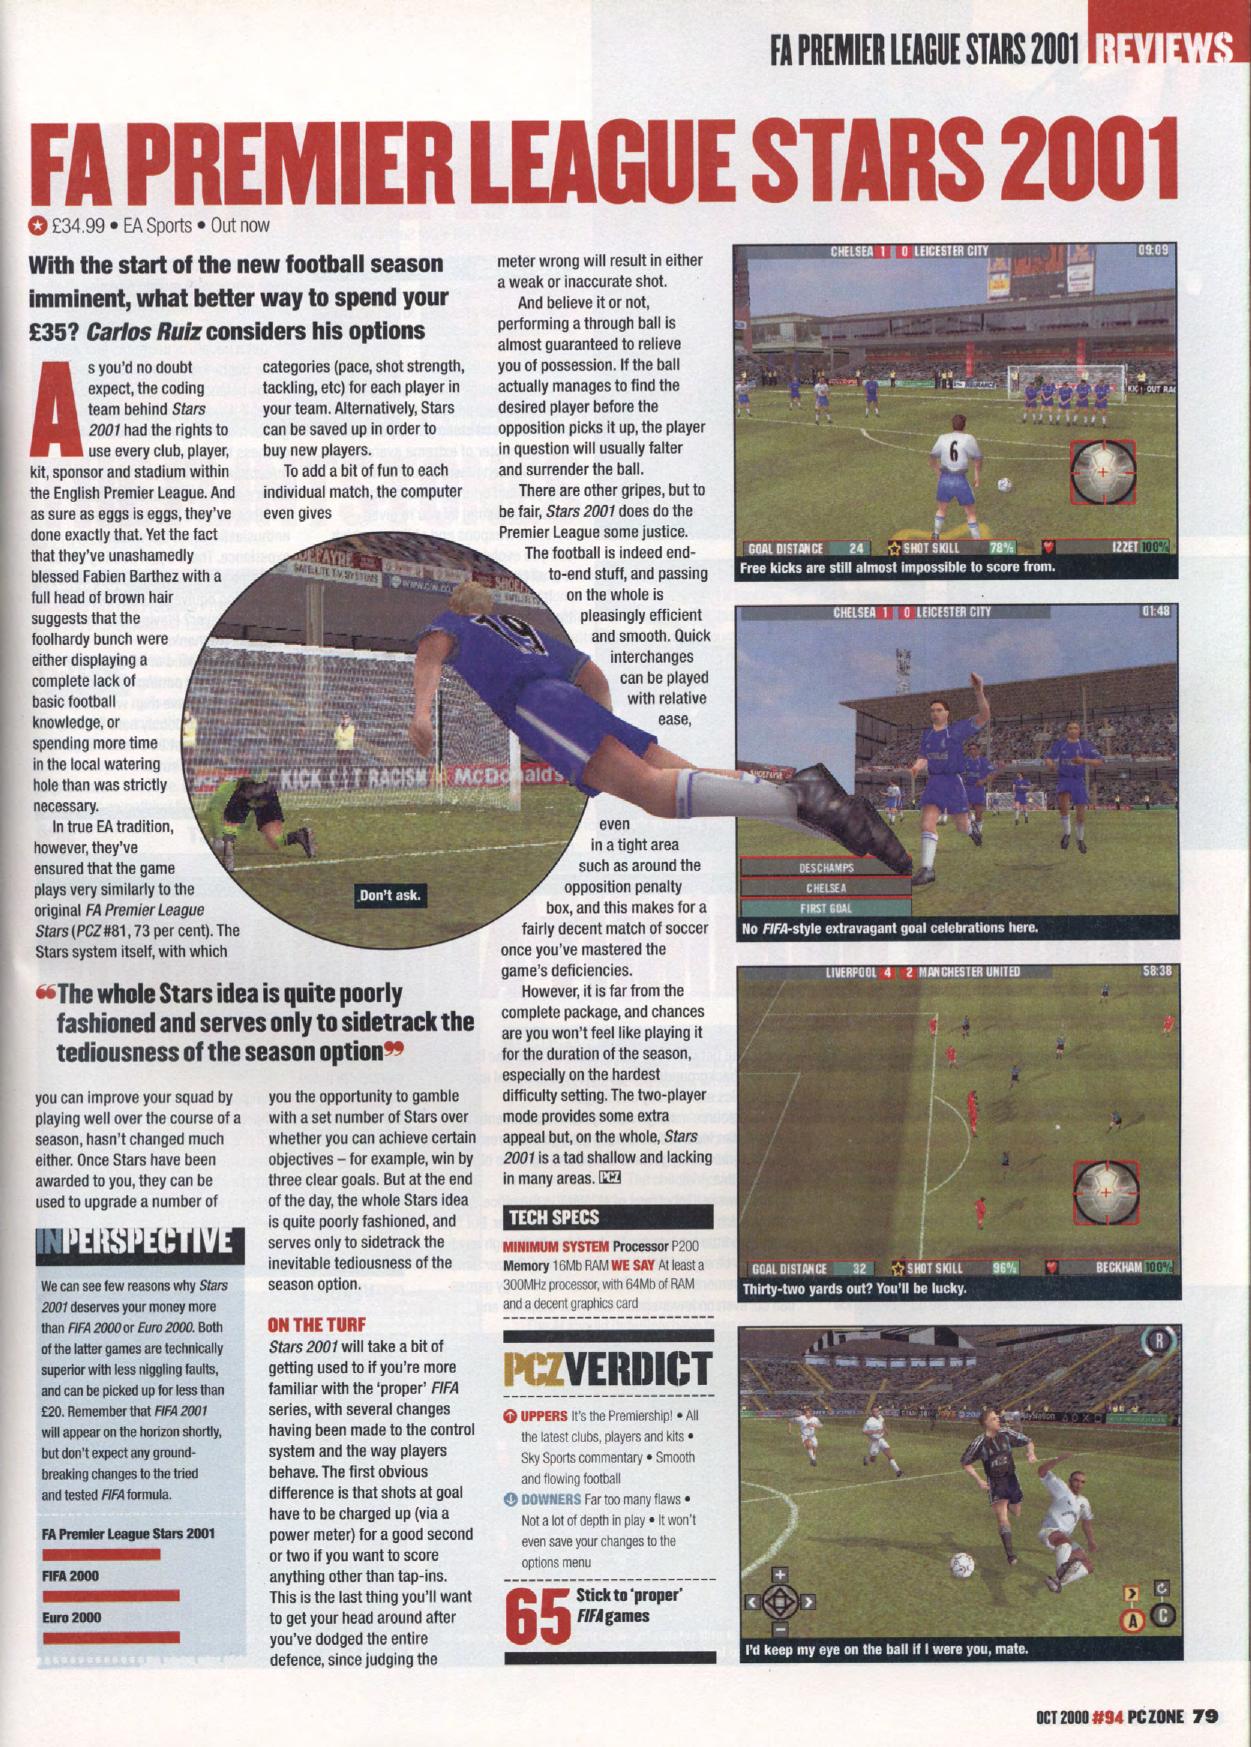 FA PREMIER LEAGUE STARS 2001 REVIEWS
FA PREMIER LEAGUE STARS 2001
£34.99 • EA Sports • Out now
With the start of the new football season
imminent, what better way to spend your
£35? Carlos Ruiz considers his options
As you'd no doubt
expect, the coding
team behind Stars
2001 had the rights to
use every club, player,
kit, sponsor and stadium within
the English Premier League. And
as sure as eggs is eggs, they've
done exactly that. Yet the fact
that they've unashamedly
blessed Fabien Barthez with a
full head of brown hair
suggests that the
foolhardy bunch were
either displaying a
complete lack of
basic football
knowledge, or
spending more time
in the local watering
hole than was strictly
necessary.
In true EA tradition,
however, they've
ensured that the game
plays very similarly to the
original FA Premier League
Stars (PCZ #81, 73 per cent). The
Stars system itself, with which
“The whole Stars idea is quite poorly
fashioned and serves only to sidetrack the
tediousness of the season option”
you can improve your squad by
playing well over the course of a
season, hasn't changed much
either. Once Stars have been
awarded to you, they can be
used to upgrade a number of
categories (pace, shot strength,
tackling, etc) for each player in
your team. Alternatively, Stars
can be saved up in order to
buy new players.
To add a bit of fun to each
individual match, the computer
even gives
SATELLITE T.V. SYSTEMS
19
KICK IT RACISM
McDonald's
Don't ask.
you the opportunity to gamble
with a set number of Stars over
whether you can achieve certain
objectives – for example, win by
three clear goals. But at the end
of the day, the whole Stars idea
is quite poorly fashioned, and
serves only to sidetrack the
inevitable tediousness of the
season option.
ON THE TURF
Stars 2001 will take a bit of
getting used to if you're more
familiar with the 'proper' FIFA
series, with several changes
having been made to the control
system and the way players
behave. The first obvious
difference is that shots at goal
have to be charged up (via a
power meter) for a good second
or two if you want to score
anything other than tap-ins.
This is the last thing you'll want
to get your head around after
you've dodged the entire
defence, since judging the
meter wrong will result in either
a weak or inaccurate shot.
And believe it or not,
performing a through ball is
almost guaranteed to relieve
you of possession. If the ball
actually manages to find the
desired player before the
opposition picks it up, the player
in question will usually falter
and surrender the ball.
There are other gripes, but to
be fair, Stars 2001 does do the
Premier League some justice.
The football is indeed end-
to-end stuff, and passing
on the whole is
pleasingly efficient
and smooth. Quick
interchanges
can be played
with relative
ease,
even
in a tight area
such as around the
opposition penalty
box, and this makes for a
fairly decent match of soccer
once you've mastered the
game's deficiencies.
However, it is far from the
complete package, and chances
are you won't feel like playing it
for the duration of the season,
especially on the hardest
difficulty setting. The two-player
mode provides some extra
appeal but, on the whole, Stars
2001 is a tad shallow and lacking
in many areas. PCZ
INPERSPECTIVE
We can see few reasons why Stars
2001 deserves your money more
than FIFA 2000 or Euro 2000. Both
of the latter games are technically
superior with less niggling faults,
and can be picked up for less than
£20. Remember that FIFA 2001
will appear on the horizon shortly,
but don't expect any ground-
breaking changes to the tried
and tested FIFA formula.
FA Premier League Stars 2001
FIFA 2000
Euro 2000
TECH SPECS
MINIMUM SYSTEM Processor P200
Memory 16Mb RAM WE SAY At least a
300MHz processor, with 64Mb of RAM
and a decent graphics card
PCZVERDICT
UPPERS It's the Premiership! • All
the latest clubs, players and kits •
Sky Sports commentary • Smooth
and flowing football
DOWNERS Far too many flaws •
Not a lot of depth in play • It won't
even save your changes to the
options menu
65 Stick to 'proper'
FIFA games
CHELSEA 1 0 LEICESTER CITY 09:09
6
GOAL DISTANCE 24 SHOT SKILL 78% IZZET 100%
Free kicks are still almost impossible to score from.
CHELSEA 1 0 LEICESTER CITY 01:48
DESCHAMPS
CHELSEA
FIRST GOAL
No FIFA-style extravagant goal celebrations here.
LIVERPOOL 4 2 MANCHESTER UNITED 58:38
GOAL DISTANCE 32 SHOT SKILL 96% BECKHAM 100%
Thirty-two yards out? You'll be lucky.
R
PlayStation
A C
I'd keep my eye on the ball if I were you, mate.
OCT 2000 #94 PC ZONE 79